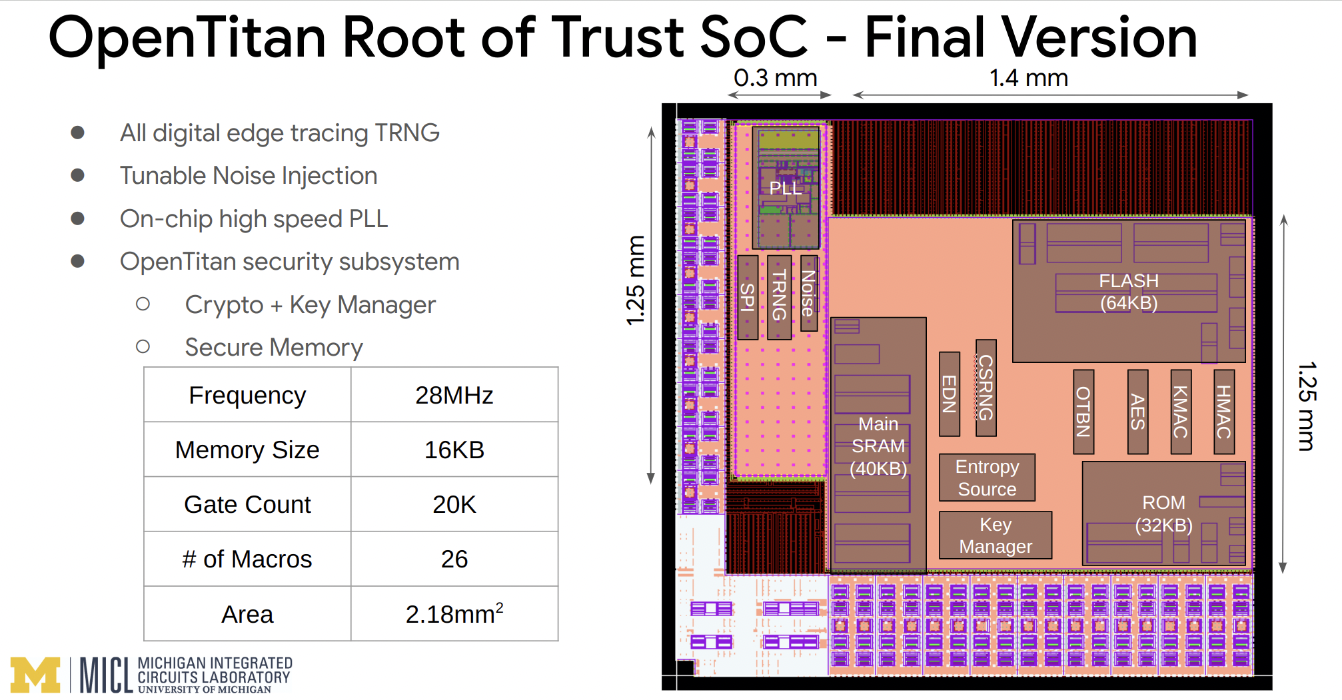 OpenTitan Root of Trust SoC - Final Version
0.3 mm
1.4 mm
● All digital edge tracing TRNG
● Tunable Noise Injection
● On-chip high speed PLL
● OpenTitan security subsystem
○ Crypto + Key Manager
○ Secure Memory
Frequency 28MHz
Memory Size 16KB
Gate Count 20K
# of Macros 26
Area 2.18mm²
1.25 mm
PLL
SPI
TRNG
Noise
FLASH
(64KB)
Main
SRAM
(40KB)
EDN
CSRNG
OTBN
AES
KMAC
HMAC
Entropy
Source
Key
Manager
ROM
(32KB)
1.25 mm
M
MICL
MICHIGAN INTEGRATED
CIRCUITS LABORATORY
UNIVERSITY OF MICHIGAN